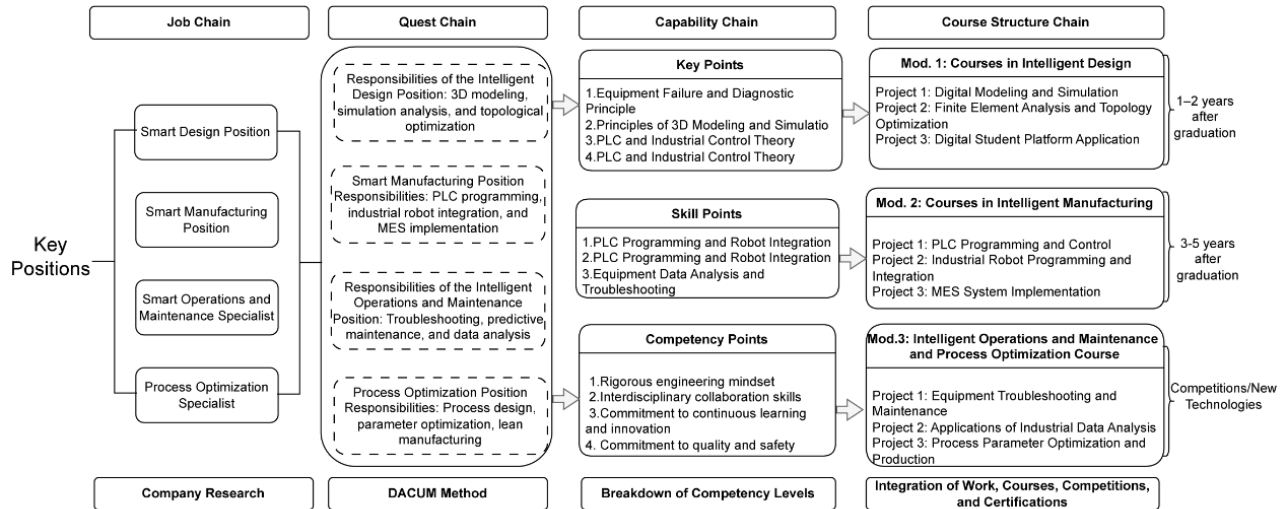 Job Chain
Quest Chain
Capability Chain
Course Structure Chain
Key
Positions
Smart Design Position
Smart Manufacturing
Position
Smart Operations and
Maintenance Specialist
Process Optimization
Specialist
Responsibilities of the Intelligent
Design Position: 3D modeling,
simulation analysis, and topological
optimization
Smart Manufacturing Position
Responsibilities: PLC programming,
industrial robot integration, and
MES implementation
Responsibilities of the Intelligent
Operations and Maintenance
Position: Troubleshooting, predictive
maintenance, and data analysis
Process Optimization Position
Responsibilities: Process design,
parameter optimization, lean
manufacturing
Key Points
1.Equipment Failure and Diagnostic
Principle
2.Principles of 3D Modeling and Simulatio
3.PLC and Industrial Control Theory
4.PLC and Industrial Control Theory
Skill Points
1.PLC Programming and Robot Integration
2.PLC Programming and Robot Integration
3.Equipment Data Analysis and
Troubleshooting
Competency Points
1.Rigorous engineering mindset
2.Interdisciplinary collaboration skills
3.Commitment to continuous learning
and innovation
4. Commitment to quality and safety
Mod. 1: Courses in Intelligent Design
Project 1: Digital Modeling and Simulation
Project 2: Finite Element Analysis and Topology
Optimization
Project 3: Digital Student Platform Application
1–2 years
after
graduation
Mod. 2: Courses in Intelligent Manufacturing
Project 1: PLC Programming and Control
Project 2: Industrial Robot Programming and
Integration
Project 3: MES System Implementation
3-5 years
after
graduation
Mod.3: Intelligent Operations and Maintenance
and Process Optimization Course
Project 1: Equipment Troubleshooting and
Maintenance
Project 2: Applications of Industrial Data Analysis
Project 3: Process Parameter Optimization and
Production
Competitions/New
Technologies
Company Research
DACUM Method
Breakdown of Competency Levels
Integration of Work, Courses, Competitions,
and Certifications